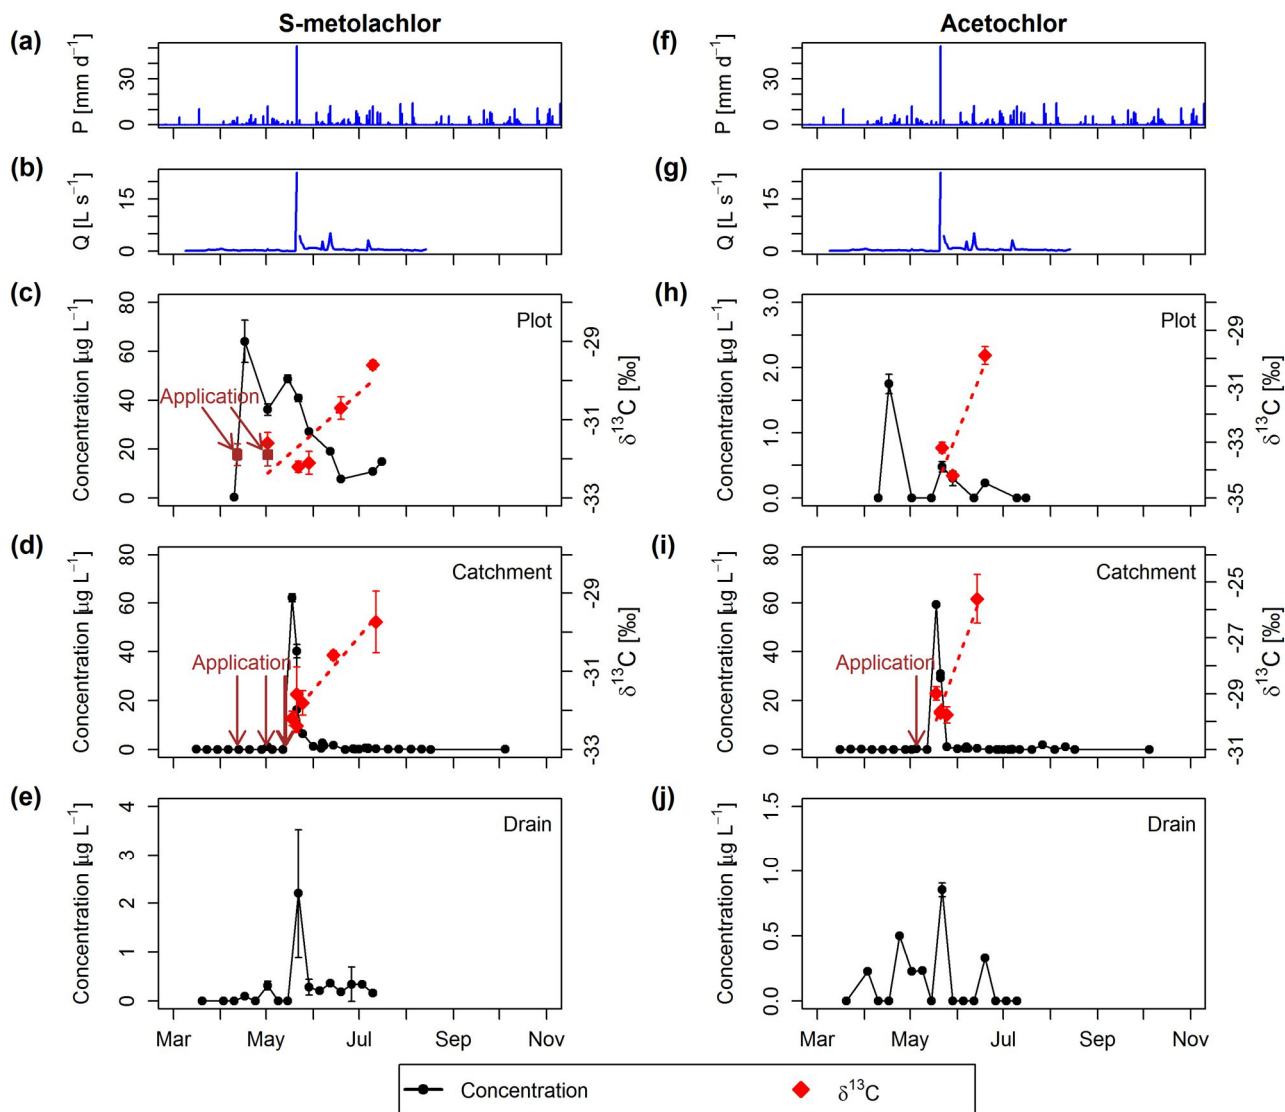 S-metolachlor
Acetochlor
(a)
P [mm d⁻¹]
0
30
(f)
P [mm d⁻¹]
0
30
(b)
Q [L s⁻¹]
0
15
(g)
Q [L s⁻¹]
0
15
(c)
Concentration [µg L⁻¹]
80
60
40
20
0
Plot
Application
-29
-31
-33
δ¹³C [‰]
(h)
Concentration [µg L⁻¹]
3.0
2.0
1.0
0.0
Plot
-29
-31
-33
-35
δ¹³C [‰]
(d)
Concentration [µg L⁻¹]
80
60
40
20
0
Catchment
Application
-29
-31
-33
δ¹³C [‰]
(i)
Concentration [µg L⁻¹]
80
60
40
20
0
Catchment
Application
-25
-27
-29
-31
δ¹³C [‰]
(e)
Concentration [µg L⁻¹]
4
3
2
1
0
Drain
Mar May Jul Sep Nov
(j)
Concentration [µg L⁻¹]
1.5
1.0
0.5
0.0
Drain
Mar May Jul Sep Nov
Concentration
δ¹³C